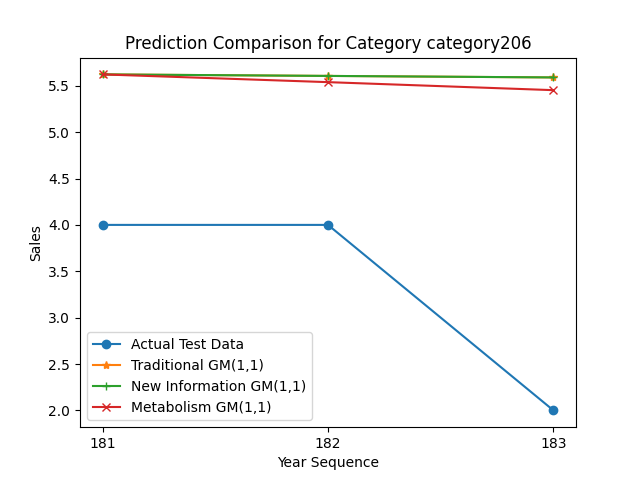 Prediction Comparison for Category category206
5.5
5.0
4.5
4.0
3.5
3.0
2.5
2.0
Sales
Actual Test Data
Traditional GM(1,1)
New Information GM(1,1)
Metabolism GM(1,1)
181
182
183
Year Sequence